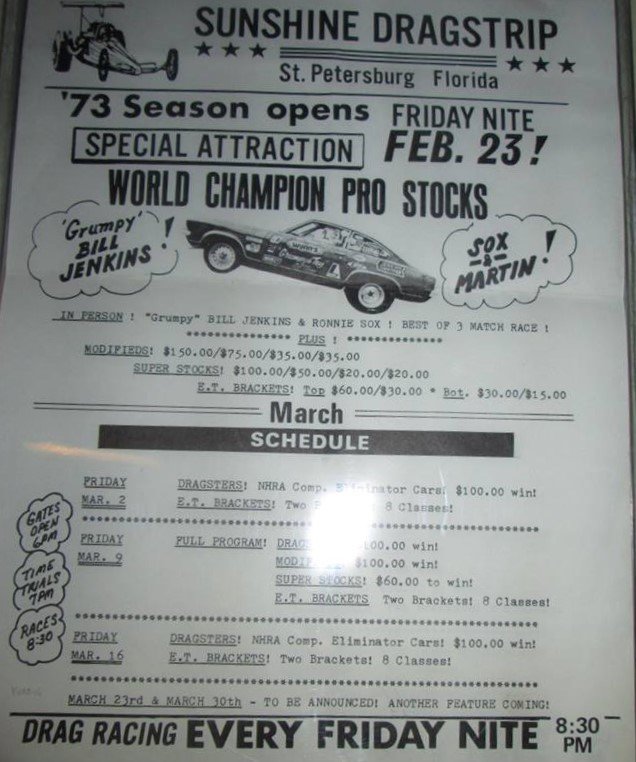 SUNSHINE DRAGSTRIP
St. Petersburg Florida
'73 Season opens FRIDAY NITE
SPECIAL ATTRACTION FEB. 23!
WORLD CHAMPION PRO STOCKS
'Grumpy' BILL JENKINS!
SOX & MARTIN!
IN PERSON ! "Grumpy" BILL JENKINS & RONNIE SOX ! BEST OF 3 MATCH RACE !
*************** PLUS ! ***************
MODIFIEDS! $150.00/$75.00/$35.00/$35.00
SUPER STOCKS! $100.00/$50.00/$20.00/$20.00
E.T. BRACKETS! Top $60.00/$30.00 * Bot. $30.00/$15.00
March
SCHEDULE
GATES OPEN 6PM
TIME TRIALS 7PM
RACES 8:30
FRIDAY DRAGSTERS! NHRA Comp. Eliminator Cars! $100.00 win!
MAR. 2 E.T. BRACKETS! Two 8 Classes!
FRIDAY FULL PROGRAM! 00.00 win!
MAR. 9 $100.00 win!
SUPER STOCKS! $60.00 to win!
E.T. BRACKETS Two Brackets! 8 Classes!
FRIDAY DRAGSTERS! NHRA Comp. Eliminator Cars! $100.00 win!
MAR. 16 E.T. BRACKETS! Two Brackets! 8 Classes!
MARCH 23rd & MARCH 30th - TO BE ANNOUNCED! ANOTHER FEATURE COMING!
DRAG RACING EVERY FRIDAY NITE 8:30 PM